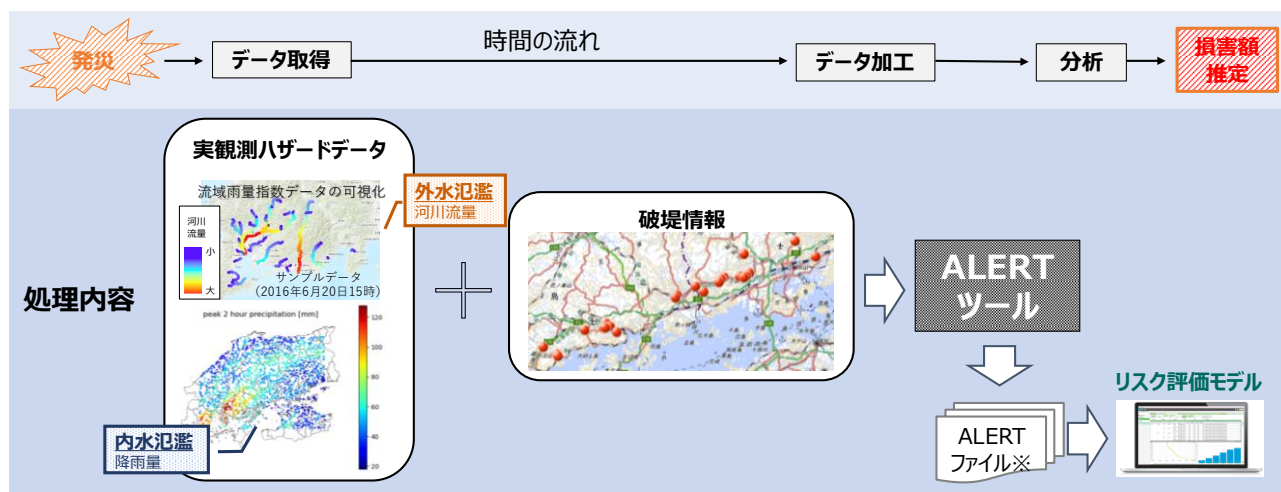 発災
データ取得
時間の流れ
データ加工
分析
損害額
推定
処理内容
実観測ハザードデータ
流域雨量指数データの可視化
河川
流量
小
大
サンプルデータ
(2016年6月20日15時)
外水氾濫
河川流量
peak 2 hour precipitation [mm]
120
100
80
60
40
20
内水氾濫
降雨量
破堤情報
ALERT
ツール
ALERT
ファイル※
リスク評価モデル